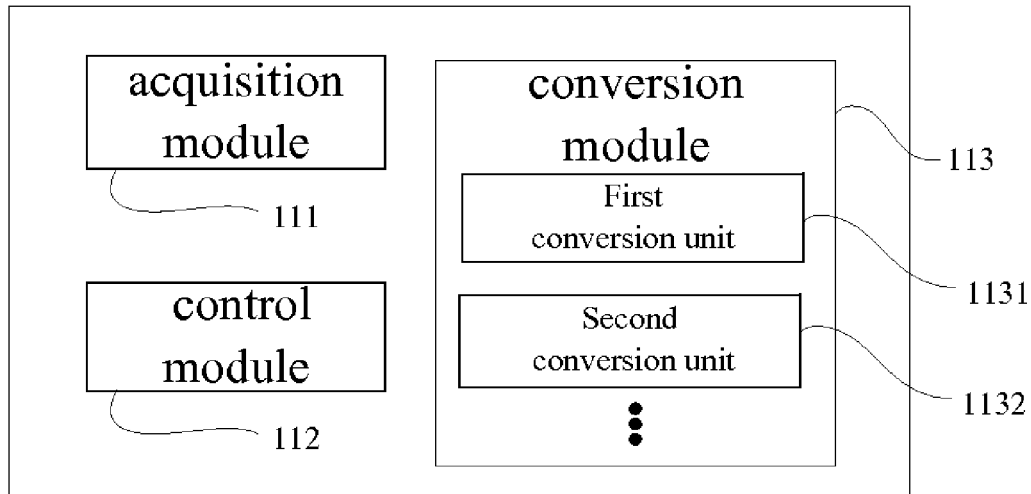 acquisition
module
111
control
module
112
conversion
module
113
First
conversion unit
1131
Second
conversion unit
1132